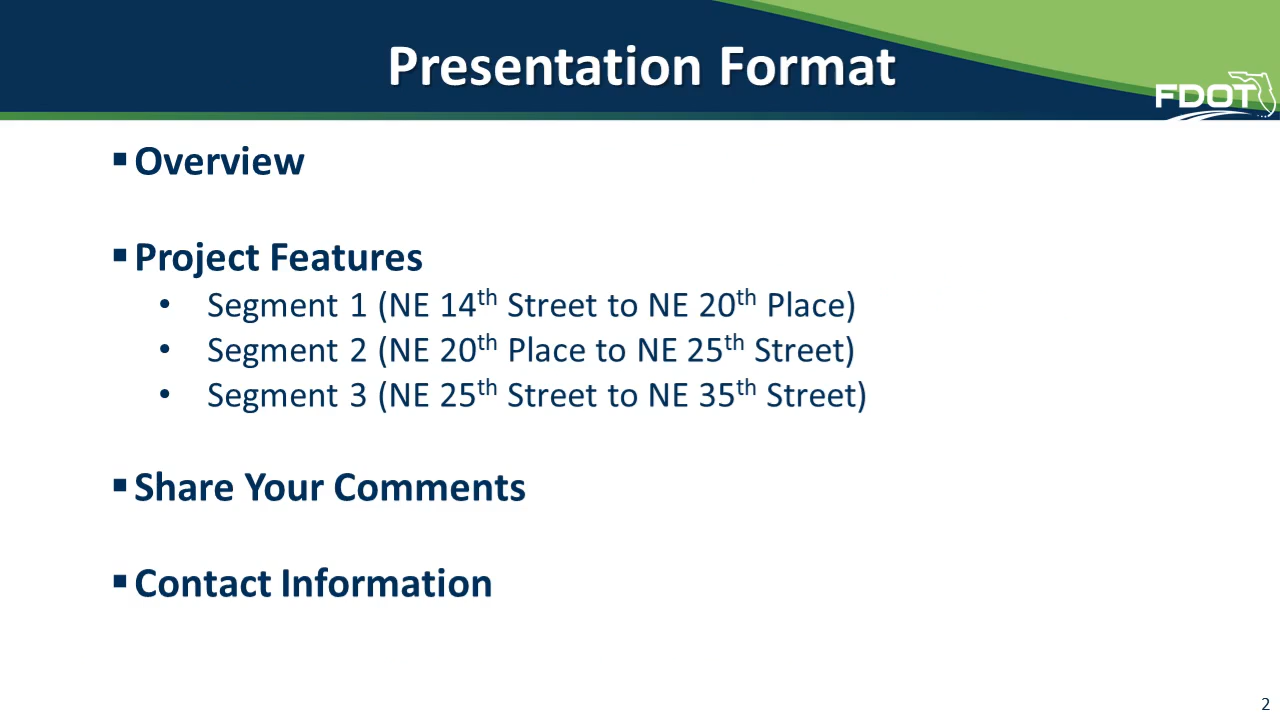 Presentation Format
FDOT
▪Overview
▪Project Features
• Segment 1 (NE 14th Street to NE 20th Place)
• Segment 2 (NE 20th Place to NE 25th Street)
• Segment 3 (NE 25th Street to NE 35th Street)
▪Share Your Comments
▪Contact Information
2